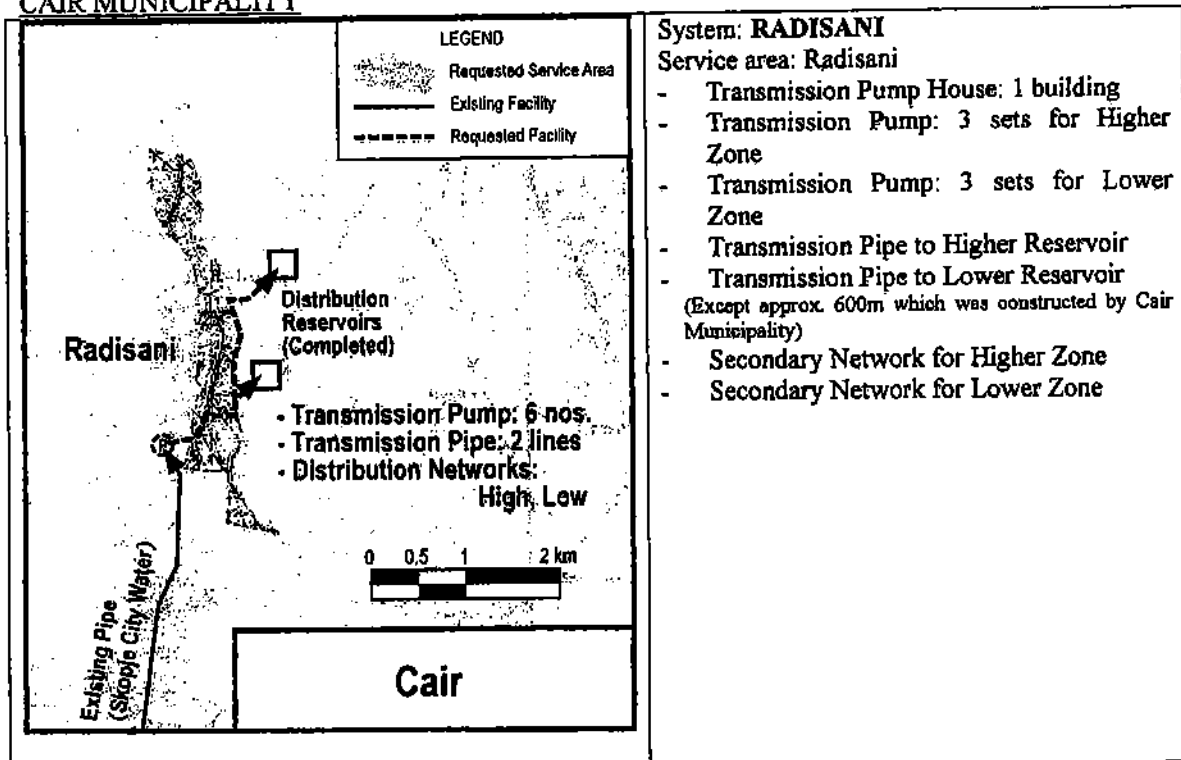 CAIR MUNICIPALITY
LEGEND
Requested Service Area
Existing Facility
Requested Facility
Distribution
Reservoirs
(Completed)
Radisani
- Transmission Pump: 6 nos.
- Transmission Pipe: 2 lines
- Distribution Networks:
High, Low
0 0.5 1 2 km
Existing Pipe
(Skopje City Water)
Cair
System: RADISANI
Service area: Radisani
- Transmission Pump House: 1 building
- Transmission Pump: 3 sets for Higher
Zone
- Transmission Pump: 3 sets for Lower
Zone
- Transmission Pipe to Higher Reservoir
- Transmission Pipe to Lower Reservoir
(Except approx. 600m which was constructed by Cair
Municipality)
- Secondary Network for Higher Zone
- Secondary Network for Lower Zone